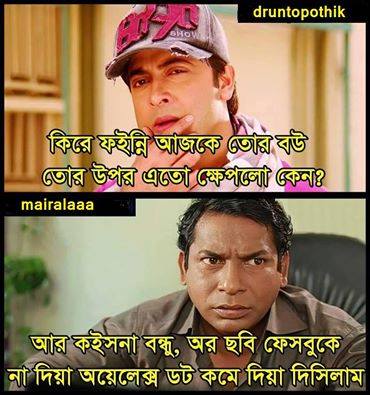 druntopothik
কিরে ফইন্নি আজকে তোর বউ
তোর উপর এতো ক্ষেপলো কেন?
mairalaaa
আর কইসনা বন্ধু, অর ছবি ফেসবুকে
না দিয়া অয়েলেক্স ডট কমে দিয়া দিসিলাম